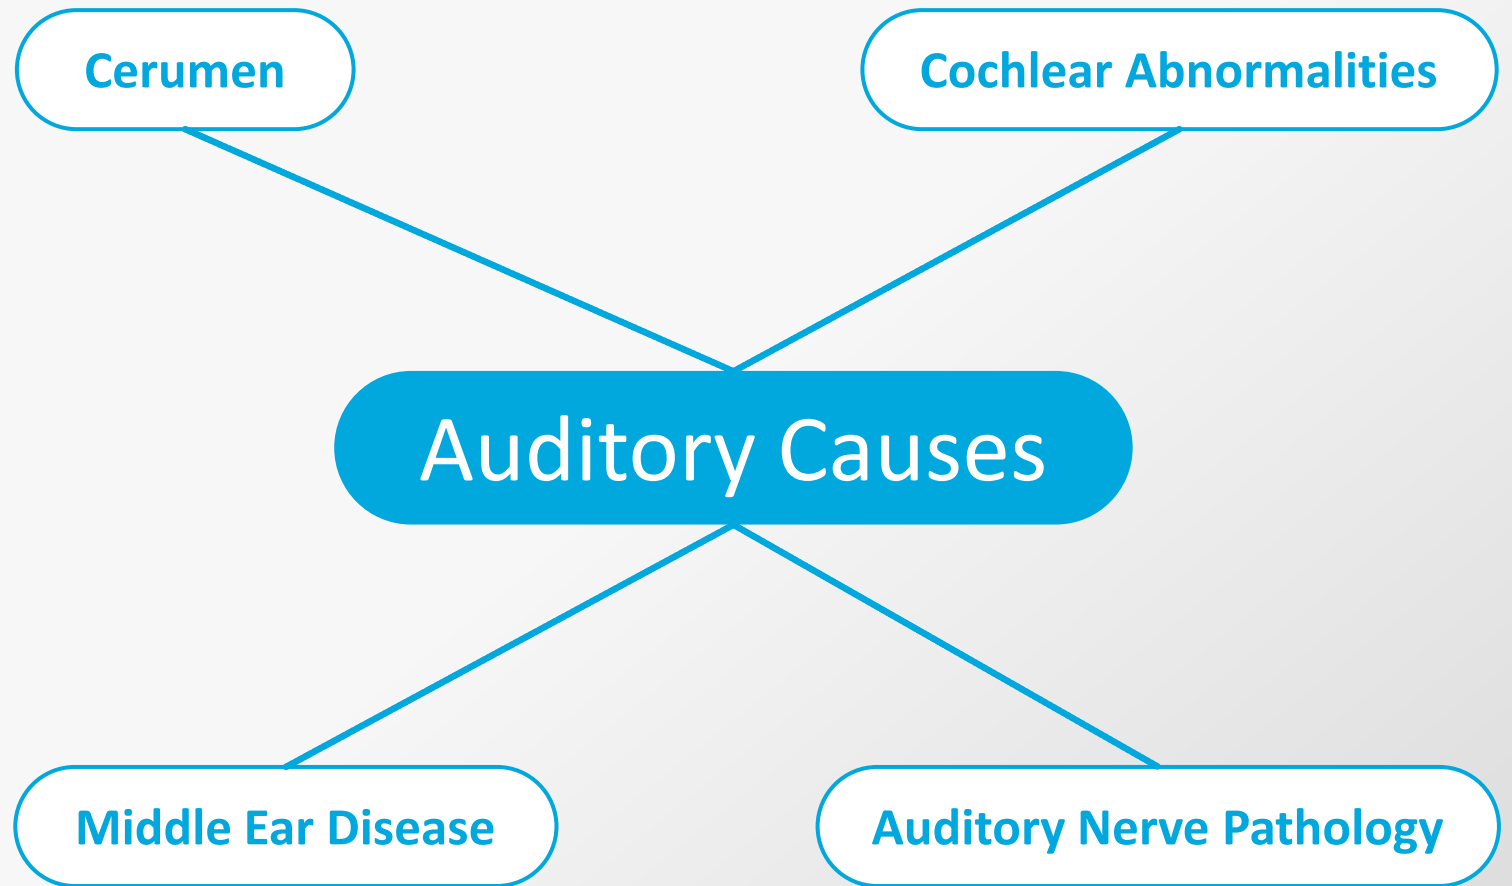 Cerumen
Cochlear Abnormalities
Auditory Causes
Middle Ear Disease
Auditory Nerve Pathology